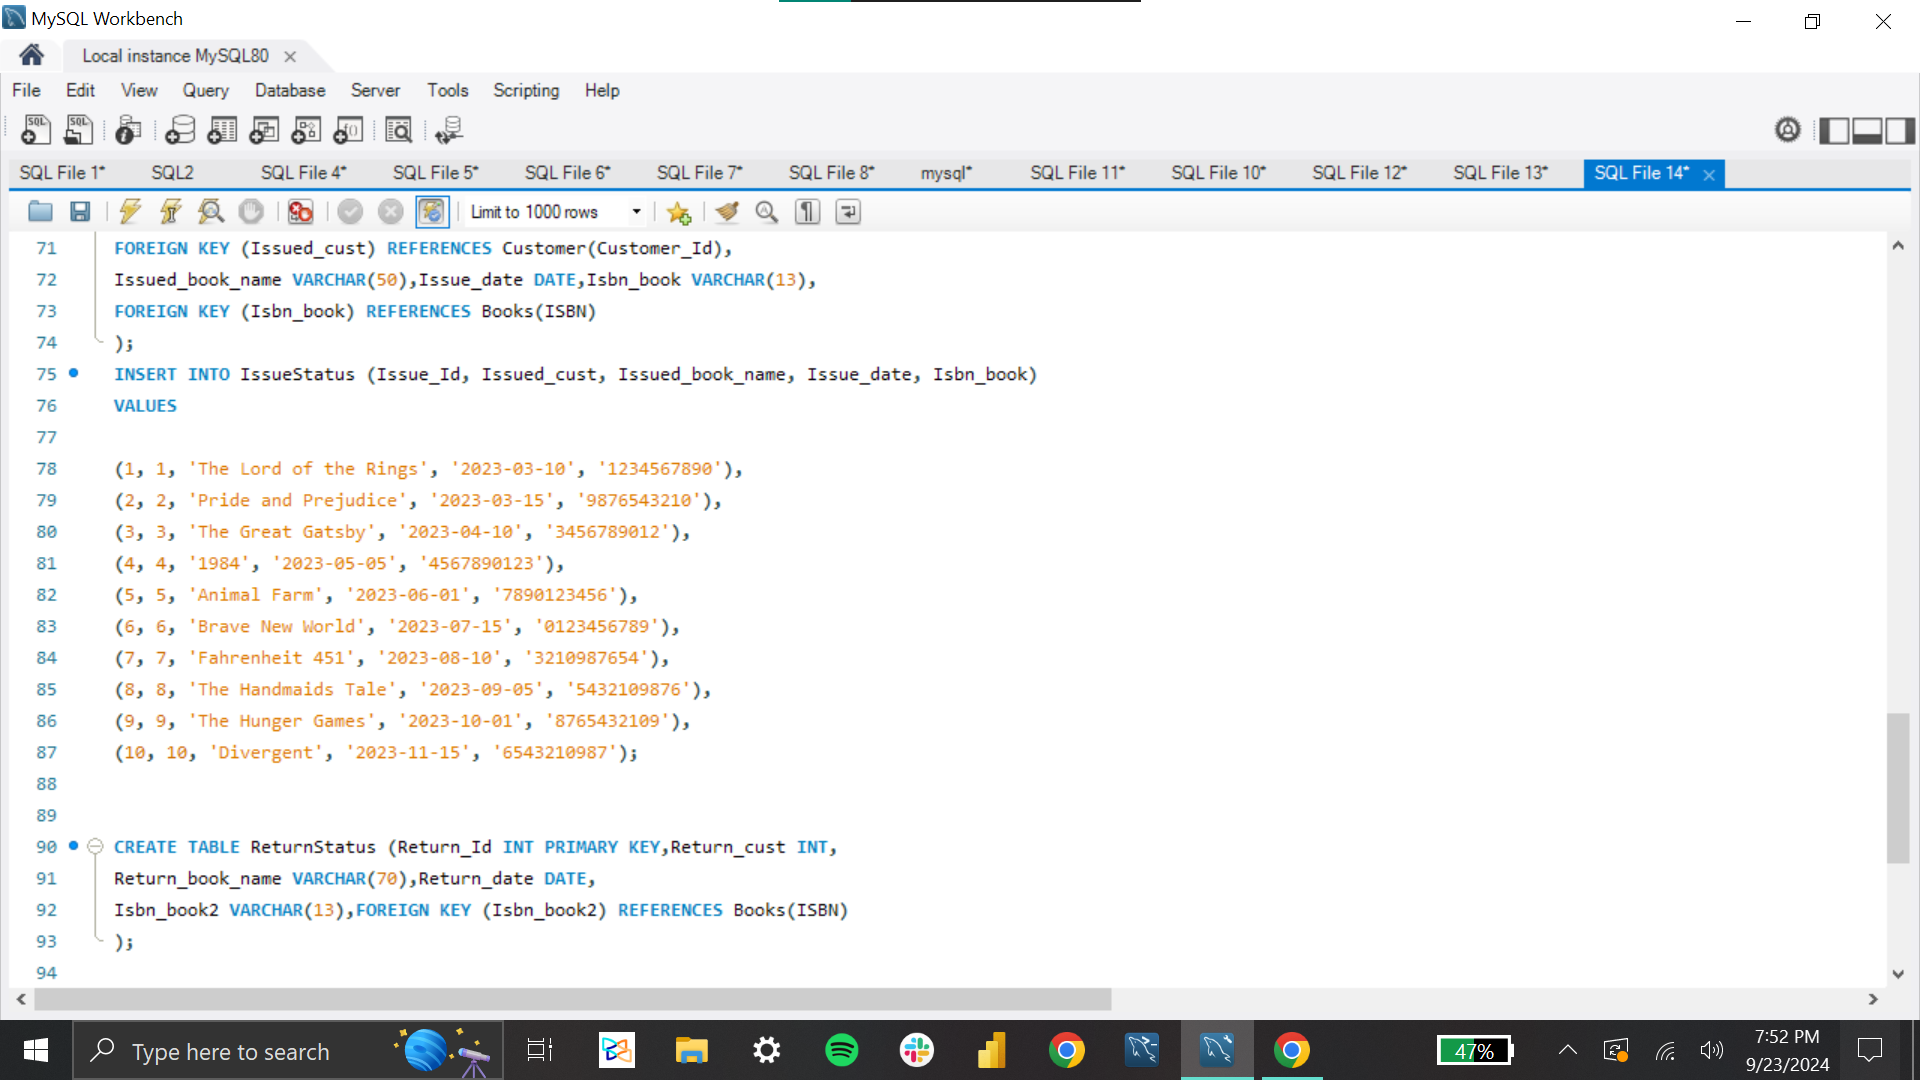 MySQL Workbench
Local instance MySQL80
File Edit View Query Database Server Tools Scripting Help
SQL File 1* SQL2 SQL File 4* SQL File 5* SQL File 6* SQL File 7* SQL File 8* mysql* SQL File 11* SQL File 10* SQL File 12* SQL File 13* SQL File 14*
Limit to 1000 rows
71 FOREIGN KEY (Issued_cust) REFERENCES Customer(Customer_Id),
72 Issued_book_name VARCHAR(50),Issue_date DATE,Isbn_book VARCHAR(13),
73 FOREIGN KEY (Isbn_book) REFERENCES Books(ISBN)
74 );
75 INSERT INTO IssueStatus (Issue_Id, Issued_cust, Issued_book_name, Issue_date, Isbn_book)
76 VALUES
77
78 (1, 1, 'The Lord of the Rings', '2023-03-10', '1234567890'),
79 (2, 2, 'Pride and Prejudice', '2023-03-15', '9876543210'),
80 (3, 3, 'The Great Gatsby', '2023-04-10', '3456789012'),
81 (4, 4, '1984', '2023-05-05', '4567890123'),
82 (5, 5, 'Animal Farm', '2023-06-01', '7890123456'),
83 (6, 6, 'Brave New World', '2023-07-15', '0123456789'),
84 (7, 7, 'Fahrenheit 451', '2023-08-10', '3210987654'),
85 (8, 8, 'The Handmaids Tale', '2023-09-05', '5432109876'),
86 (9, 9, 'The Hunger Games', '2023-10-01', '8765432109'),
87 (10, 10, 'Divergent', '2023-11-15', '6543210987');
88
89
90 CREATE TABLE ReturnStatus (Return_Id INT PRIMARY KEY,Return_cust INT,
91 Return_book_name VARCHAR(70),Return_date DATE,
92 Isbn_book2 VARCHAR(13),FOREIGN KEY (Isbn_book2) REFERENCES Books(ISBN)
93 );
94
Type here to search
47%
7:52 PM
9/23/2024